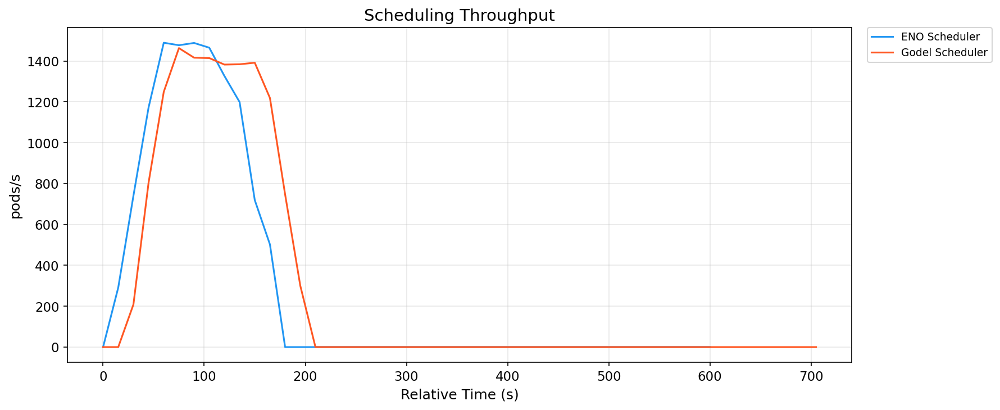 Scheduling Throughput
ENO Scheduler
Godel Scheduler
pods/s
1400
1200
1000
800
600
400
200
0
0 100 200 300 400 500 600 700
Relative Time (s)